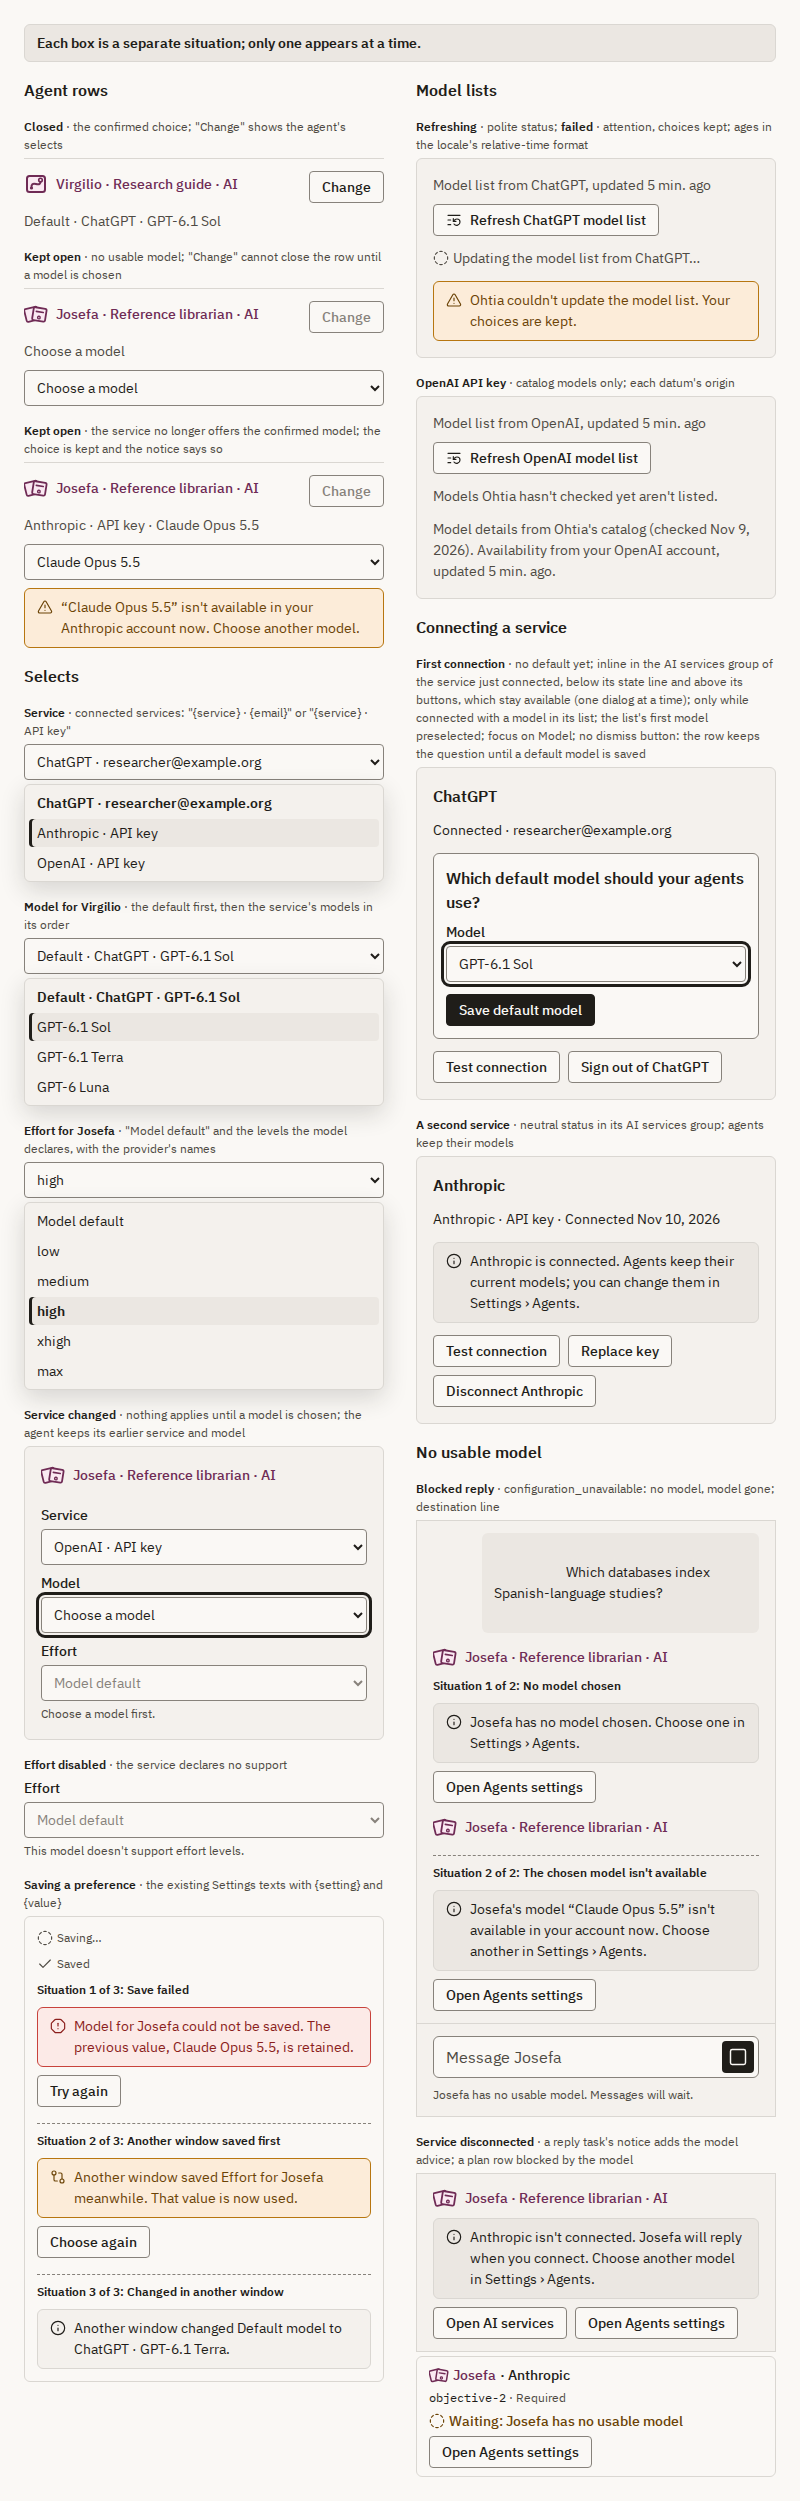 Each box is a separate situation; only one appears at a time.
Agent rows
Closed · the confirmed choice; "Change" shows the agent's
selects
Virgilio · Research guide · AI
Change
Default · ChatGPT · GPT-6.1 Sol
Kept open · no usable model; "Change" cannot close the row until
a model is chosen
Josefa · Reference librarian · AI
Change
Choose a model
Choose a model
Kept open · the service no longer offers the confirmed model; the
choice is kept and the notice says so
Josefa · Reference librarian · AI
Change
Anthropic · API key · Claude Opus 5.5
Claude Opus 5.5
“Claude Opus 5.5” isn't available in your
Anthropic account now. Choose another model.
Selects
Service · connected services: "{service} · {email}" or "{service} ·
API key"
ChatGPT · researcher@example.org
ChatGPT · researcher@example.org
Anthropic · API key
OpenAI · API key
Model for Virgilio · the default first, then the service's models in
its order
Default · ChatGPT · GPT-6.1 Sol
Default · ChatGPT · GPT-6.1 Sol
GPT-6.1 Sol
GPT-6.1 Terra
GPT-6 Luna
Effort for Josefa · "Model default" and the levels the model
declares, with the provider's names
high
Model default
low
medium
high
xhigh
max
Service changed · nothing applies until a model is chosen; the
agent keeps its earlier service and model
Josefa · Reference librarian · AI
Service
OpenAI · API key
Model
Choose a model
Effort
Model default
Choose a model first.
Effort disabled · the service declares no support
Effort
Model default
This model doesn't support effort levels.
Saving a preference · the existing Settings texts with {setting} and
{value}
Saving…
Saved
Situation 1 of 3: Save failed
Model for Josefa could not be saved. The
previous value, Claude Opus 5.5, is retained.
Try again
Situation 2 of 3: Another window saved first
Another window saved Effort for Josefa
meanwhile. That value is now used.
Choose again
Situation 3 of 3: Changed in another window
Another window changed Default model to
ChatGPT · GPT-6.1 Terra.
Model lists
Refreshing · polite status; failed · attention, choices kept; ages in
the locale's relative-time format
Model list from ChatGPT, updated 5 min. ago
Refresh ChatGPT model list
Updating the model list from ChatGPT…
Ohtia couldn't update the model list. Your
choices are kept.
OpenAI API key · catalog models only; each datum's origin
Model list from OpenAI, updated 5 min. ago
Refresh OpenAI model list
Models Ohtia hasn't checked yet aren't listed.
Model details from Ohtia's catalog (checked Nov 9,
2026). Availability from your OpenAI account,
updated 5 min. ago.
Connecting a service
First connection · no default yet; inline in the AI services group of
the service just connected, below its state line and above its
buttons, which stay available (one dialog at a time); only while
connected with a model in its list; the list's first model
preselected; focus on Model; no dismiss button: the row keeps
the question until a default model is saved
ChatGPT
Connected · researcher@example.org
Which default model should your agents
use?
Model
GPT-6.1 Sol
Save default model
Test connection
Sign out of ChatGPT
A second service · neutral status in its AI services group; agents
keep their models
Anthropic
Anthropic · API key · Connected Nov 10, 2026
Anthropic is connected. Agents keep their
current models; you can change them in
Settings › Agents.
Test connection
Replace key
Disconnect Anthropic
No usable model
Blocked reply · configuration_unavailable: no model, model gone;
destination line
Which databases index
Spanish-language studies?
Josefa · Reference librarian · AI
Situation 1 of 2: No model chosen
Josefa has no model chosen. Choose one in
Settings › Agents.
Open Agents settings
Josefa · Reference librarian · AI
Situation 2 of 2: The chosen model isn't available
Josefa's model “Claude Opus 5.5” isn't
available in your account now. Choose
another in Settings › Agents.
Open Agents settings
Message Josefa
Josefa has no usable model. Messages will wait.
Service disconnected · a reply task's notice adds the model
advice; a plan row blocked by the model
Josefa · Reference librarian · AI
Anthropic isn't connected. Josefa will reply
when you connect. Choose another model
in Settings › Agents.
Open AI services
Open Agents settings
Josefa · Anthropic
objective-2 · Required
Waiting: Josefa has no usable model
Open Agents settings